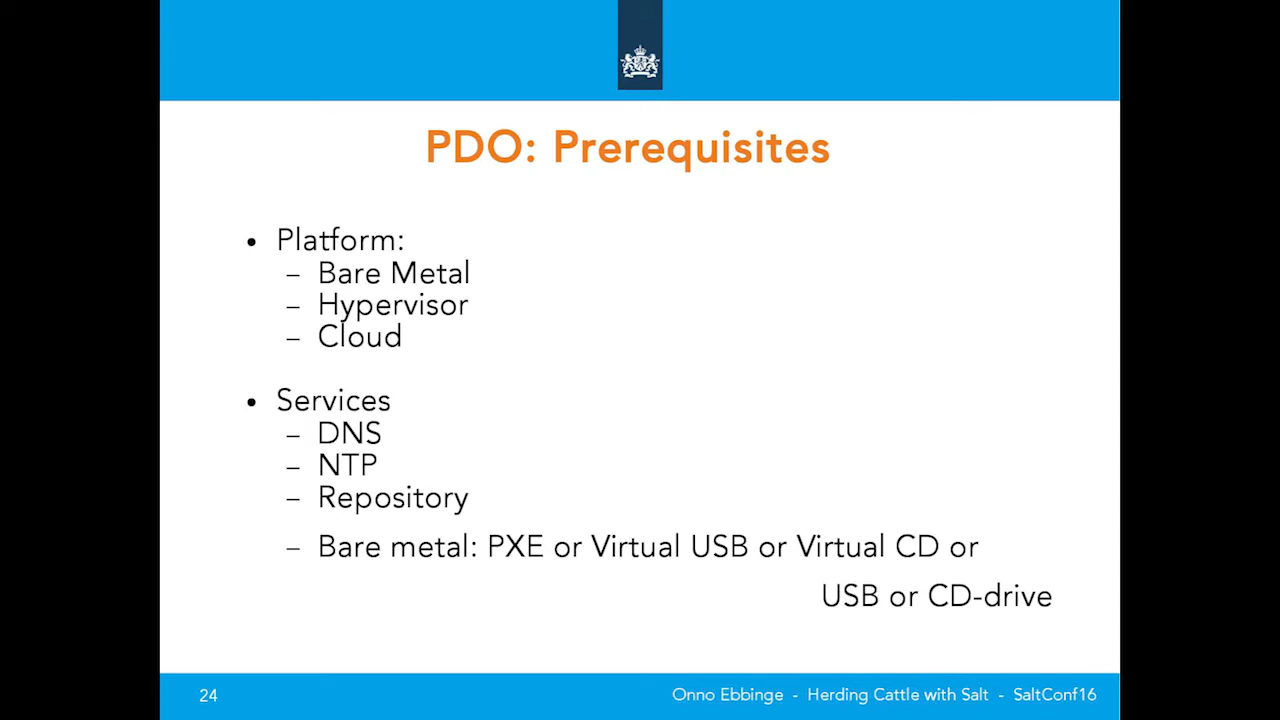 PDO: Prerequisites
• Platform:
– Bare Metal
– Hypervisor
– Cloud
• Services
– DNS
– NTP
– Repository
– Bare metal: PXE or Virtual USB or Virtual CD or
USB or CD-drive
24
Onno Ebbinge - Herding Cattle with Salt - SaltConf16